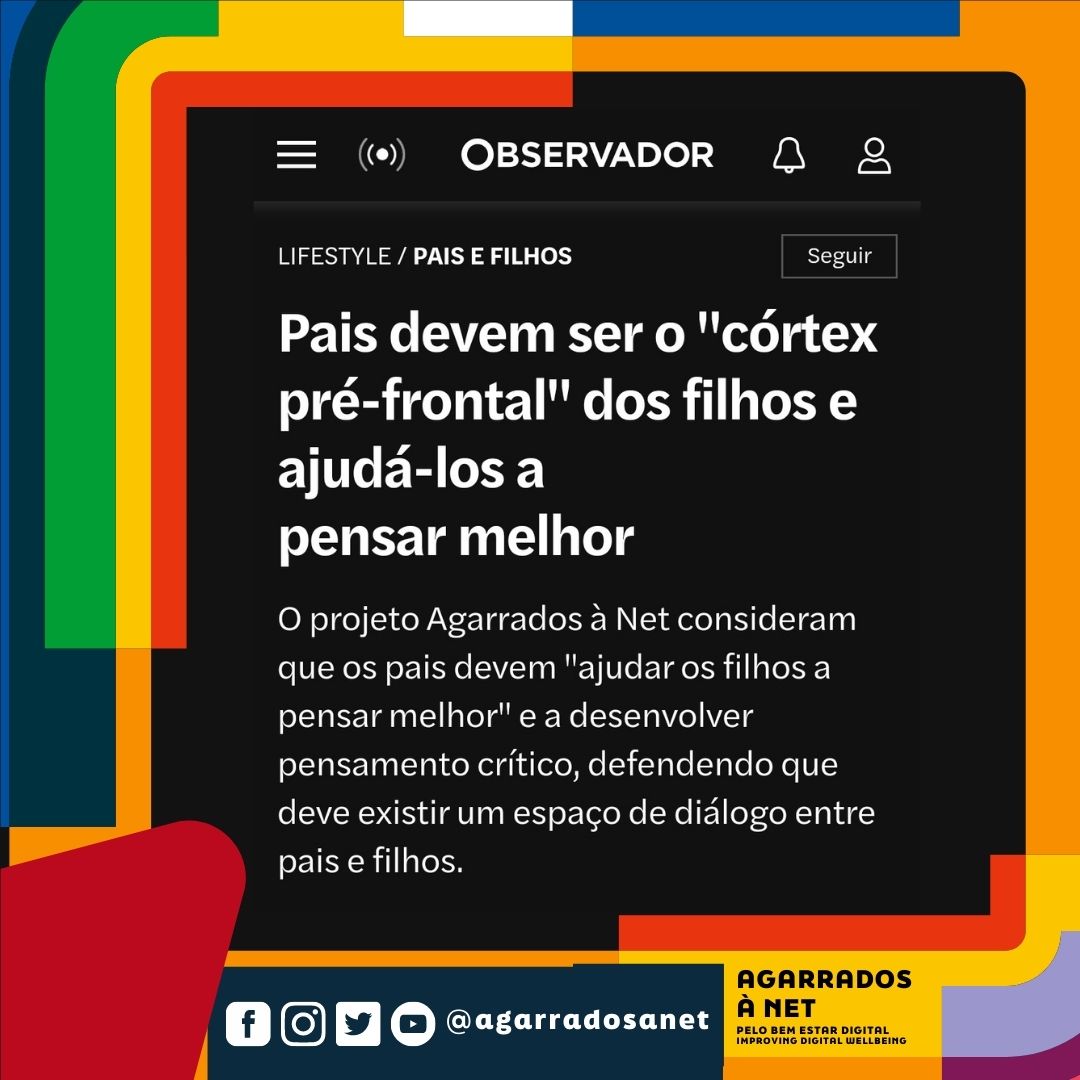 OBSERVADOR
LIFESTYLE / PAIS E FILHOS
Seguir
Pais devem ser o "córtex
pré-frontal" dos filhos e
ajudá-los a
pensar melhor
O projeto Agarrados à Net consideram
que os pais devem "ajudar os filhos a
pensar melhor" e a desenvolver
pensamento crítico, defendendo que
deve existir um espaço de diálogo entre
pais e filhos.
@agarradosanet
AGARRADOS
À NET
PELO BEM ESTAR DIGITAL
IMPROVING DIGITAL WELLBEING